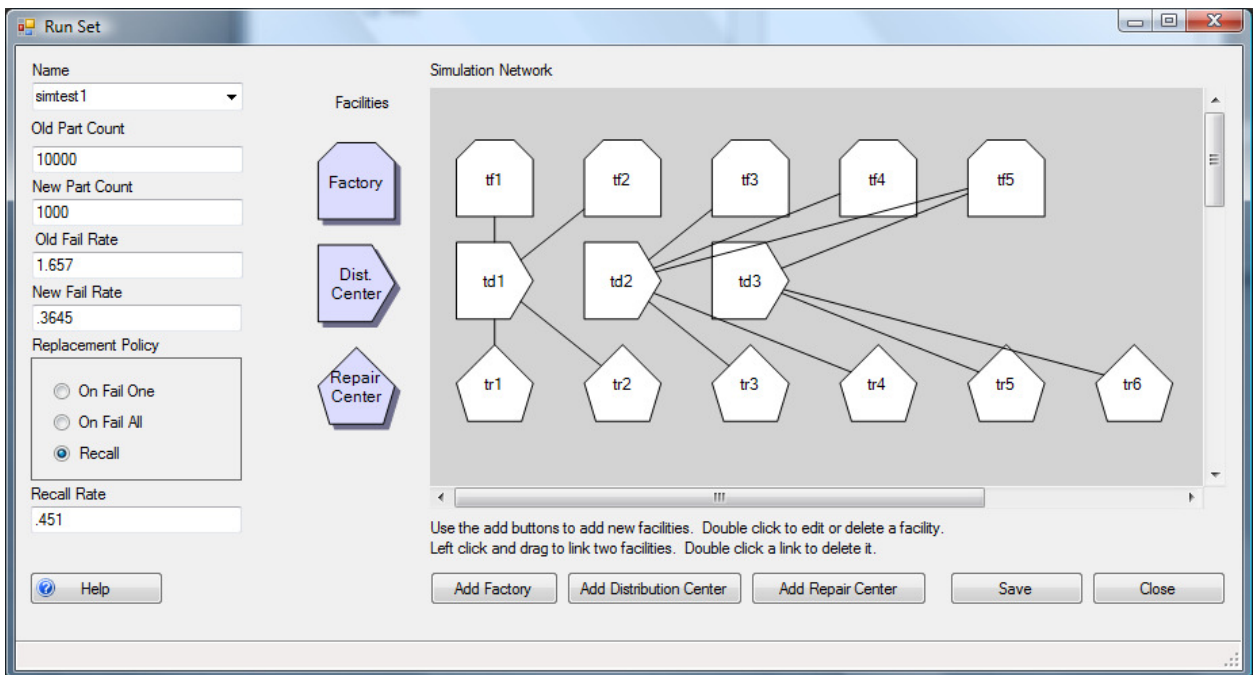 Run Set
Name
simtest1
Old Part Count
10000
New Part Count
1000
Old Fail Rate
1.657
New Fail Rate
.3645
Replacement Policy
On Fail One
On Fail All
Recall
Recall Rate
.451
Help
Facilities
Factory
Dist.
Center
Repair
Center
Simulation Network
tf1 tf2 tf3 tf4 tf5
td1 td2 td3
tr1 tr2 tr3 tr4 tr5 tr6
Use the add buttons to add new facilities. Double click to edit or delete a facility.
Left click and drag to link two facilities. Double click a link to delete it.
Add Factory Add Distribution Center Add Repair Center Save Close